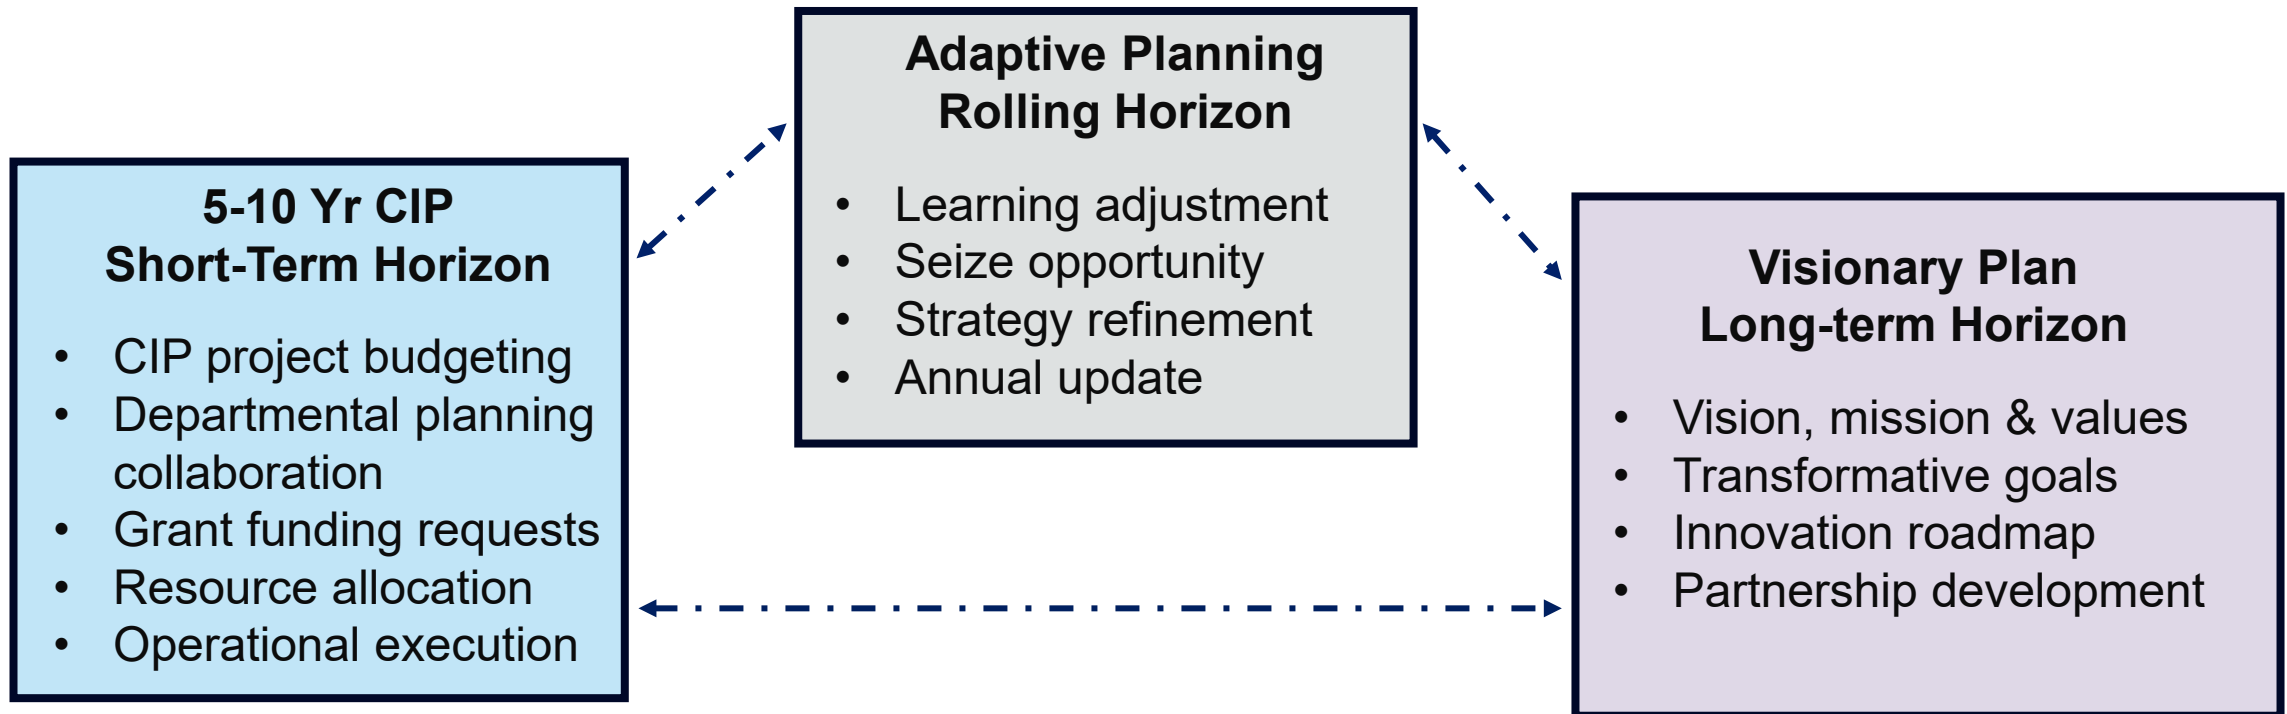 Adaptive Planning
Rolling Horizon
• Learning adjustment
• Seize opportunity
• Strategy refinement
• Annual update
5-10 Yr CIP
Short-Term Horizon
• CIP project budgeting
• Departmental planning
collaboration
• Grant funding requests
• Resource allocation
• Operational execution
Visionary Plan
Long-term Horizon
• Vision, mission & values
• Transformative goals
• Innovation roadmap
• Partnership development